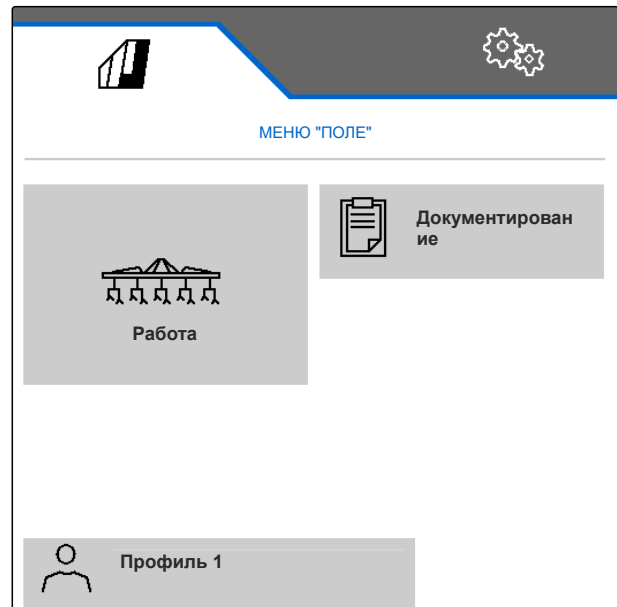 МЕНЮ "ПОЛЕ"
Документирован
ие
Работа
Профиль 1